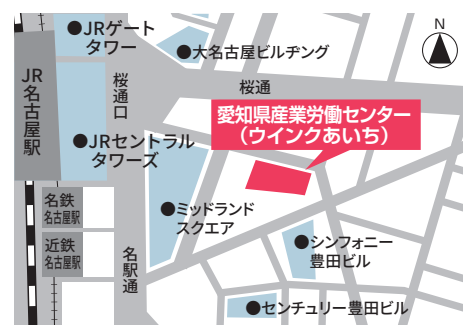 ●JRゲート
タワー
●大名古屋ビルヂング
N
JR名古屋駅
桜通口
桜通
愛知県産業労働センター
(ウインクあいち)
●JRセントラル
タワーズ
名鉄
名古屋駅
●ミッドランド
スクエア
近鉄
名古屋駅
名駅通
●シンフォニー
豊田ビル
●センチュリー豊田ビル